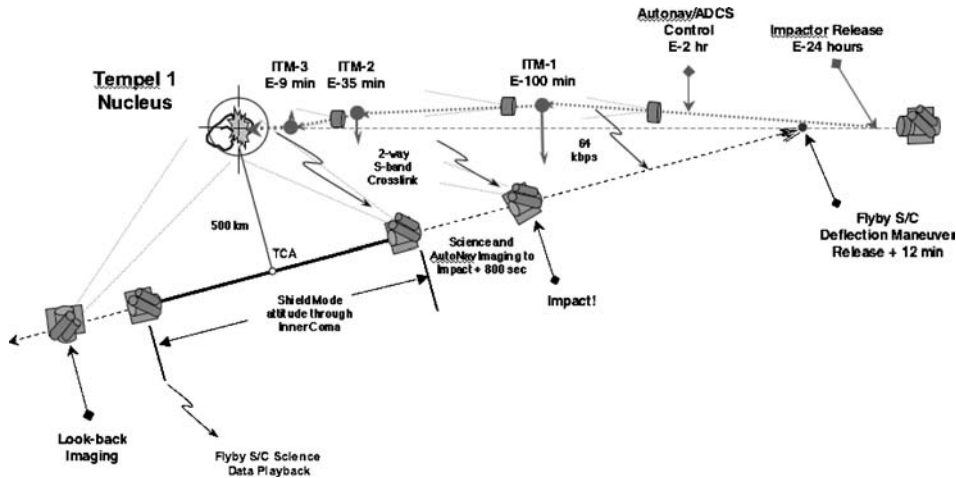 Autonav/ADCS
Control
E-2 hr
Impactor Release
E-24 hours
ITM-3
E-9 min
ITM-2
E-35 min
ITM-1
E-100 min
Tempel 1
Nucleus
64
kbps
2-way
S-band
Crosslink
500 km
TCA
Science and
AutoNav Imaging to
Impact + 800 sec
Flyby S/C
Deflection Maneuver
Release + 12 min
Shield Mode
attitude through
Inner Coma
Impact!
Look-back
Imaging
Flyby S/C Science
Data Playback